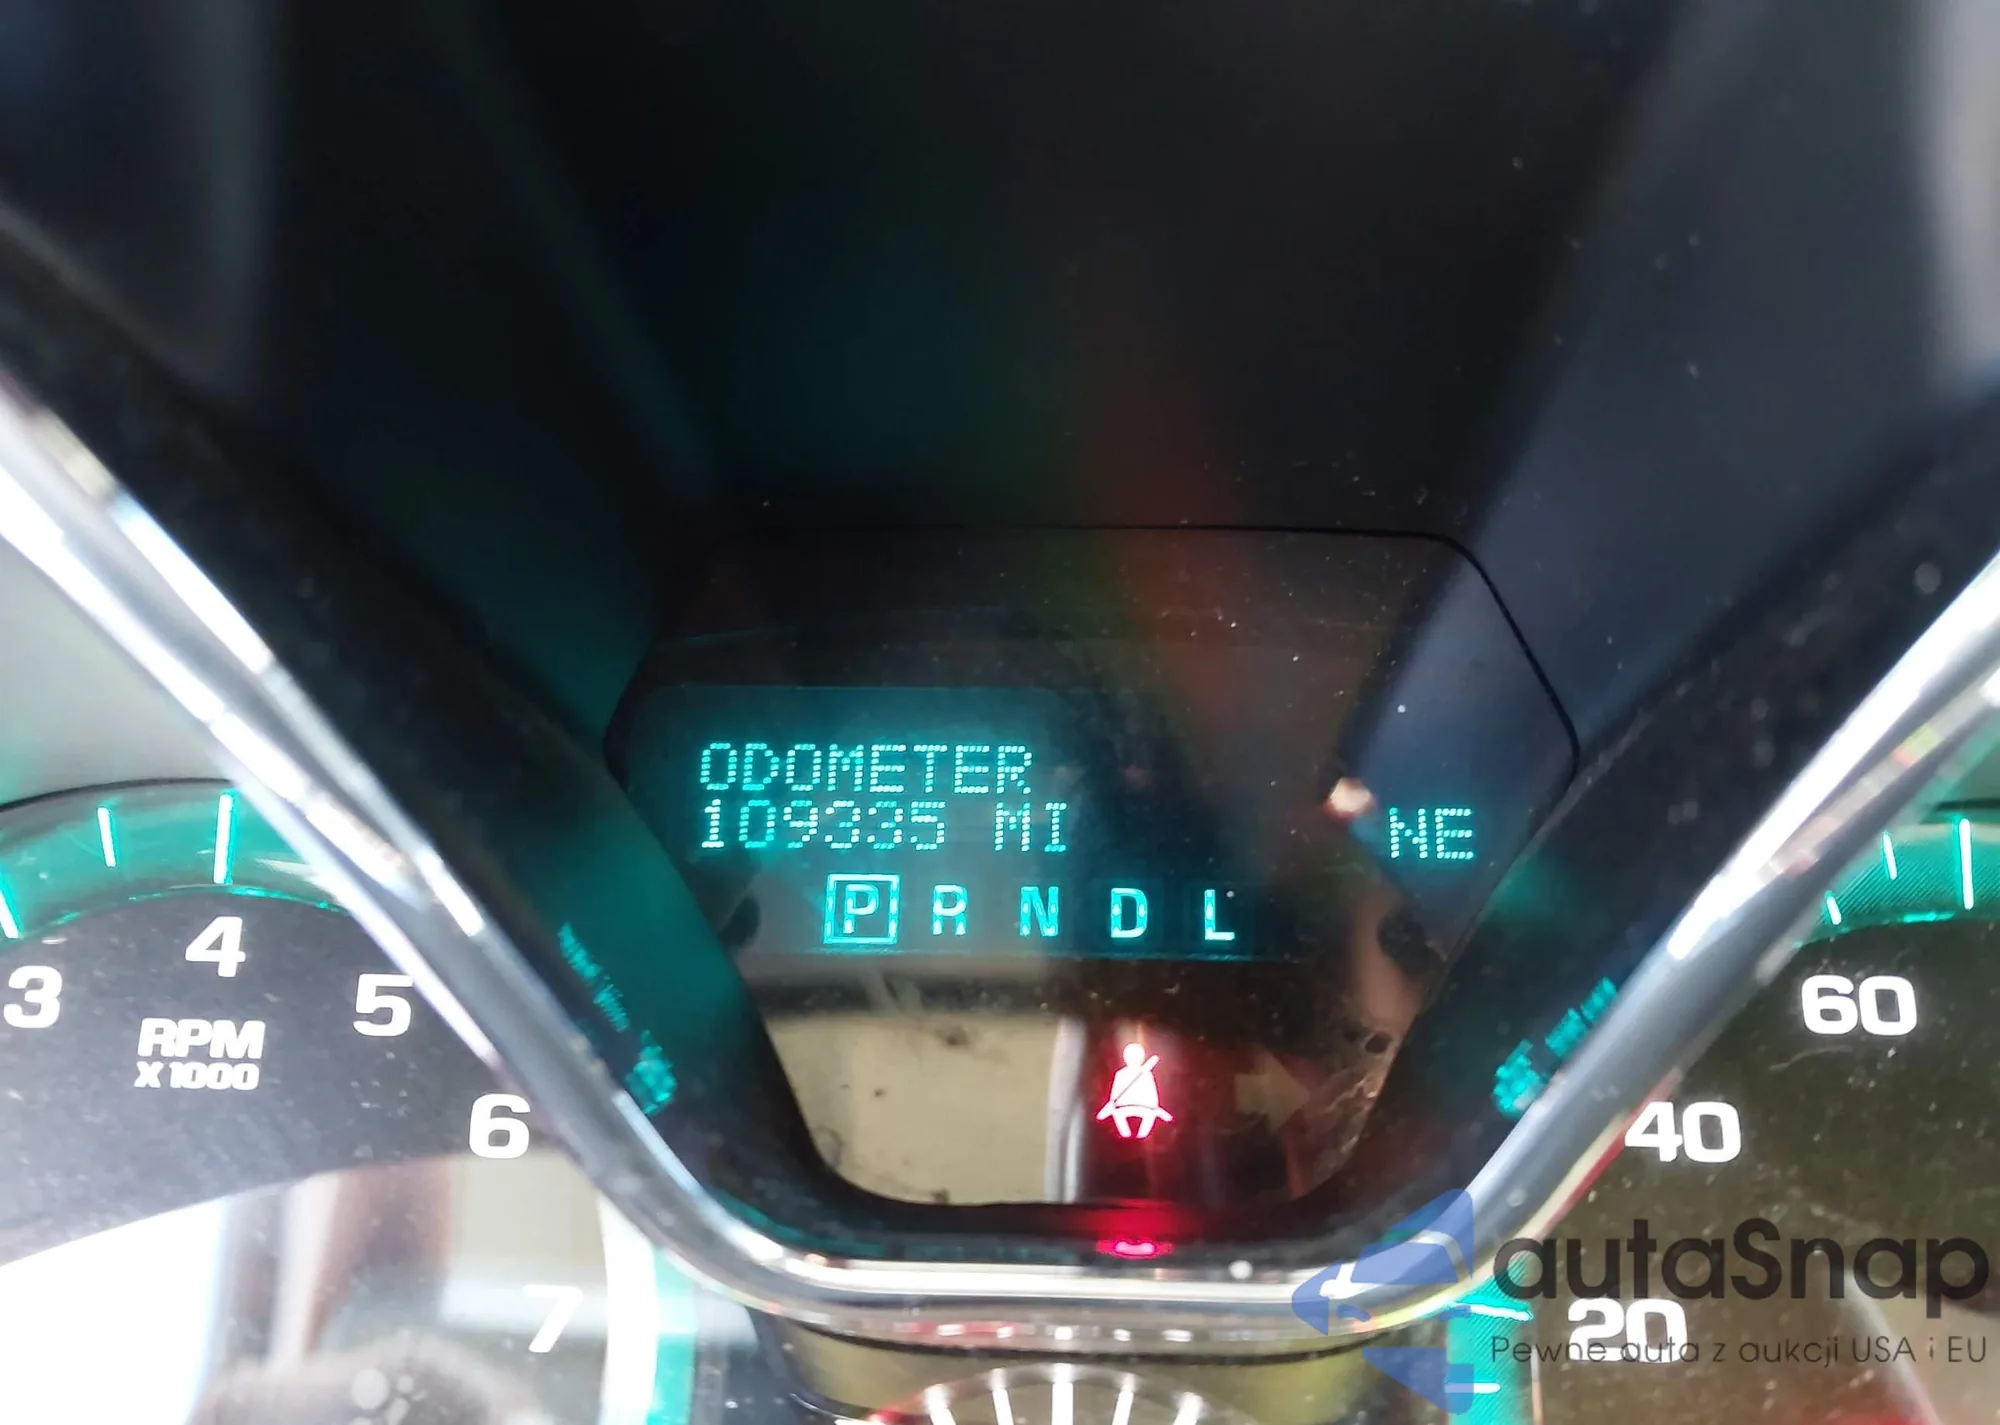 ODOMETER
109335 MI
NE
P R N D L
3
4
5
6
7
RPM
X 1000
60
40
20
autaSnap
Pewne auta z aukcji USA i EU